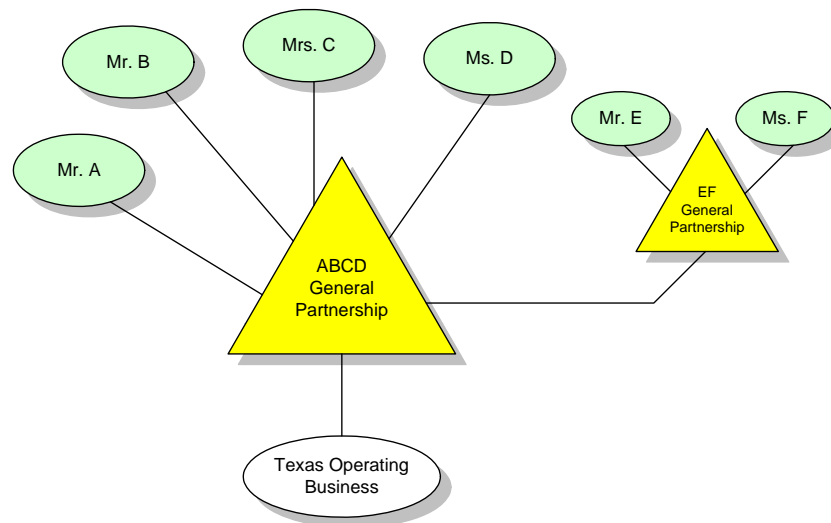 Mr. A
Mr. B
Mrs. C
Ms. D
Mr. E
Ms. F
EF
General
Partnership
ABCD
General
Partnership
Texas Operating
Business